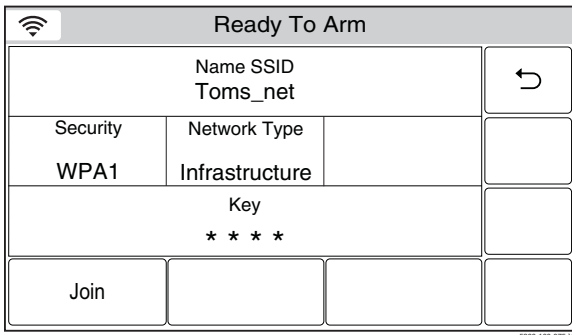 Ready To Arm
Name SSID
Toms_net
Security Network Type
WPA1 Infrastructure
Key
* * * *
Join